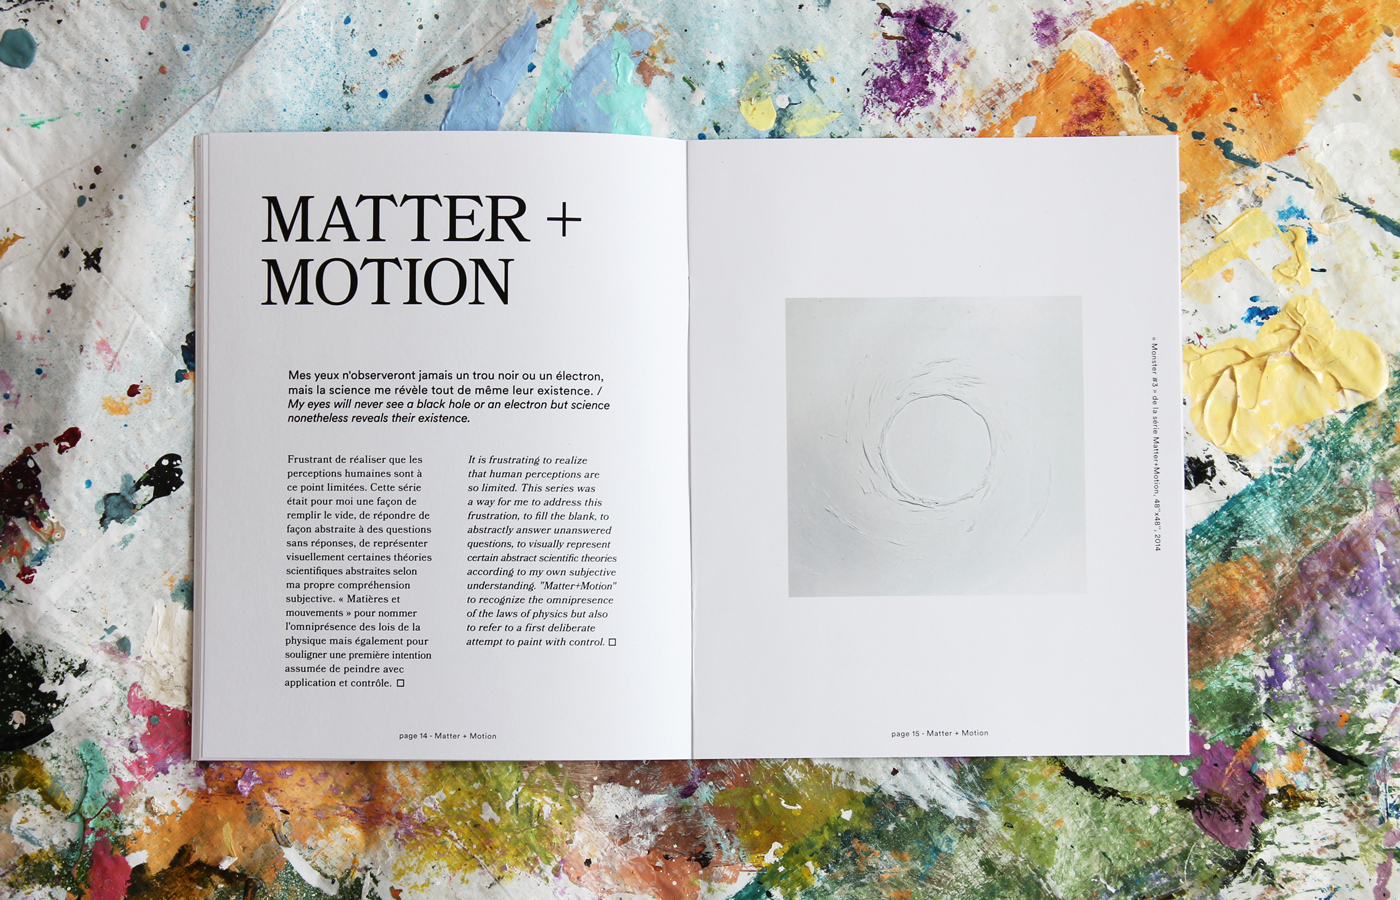 MATTER +
MOTION
Mes yeux n'observeront jamais un trou noir ou un électron,
mais la science me révèle tout de même leur existence. /
My eyes will never see a black hole or an electron but science
nonetheless reveals their existence.
Frustrant de réaliser que les
perceptions humaines sont à
ce point limitées. Cette série
était pour moi une façon de
remplir le vide, de répondre de
façon abstraite à des questions
sans réponses, de représenter
visuellement certaines théories
scientifiques abstraites selon
ma propre compréhension
subjective. « Matières et
mouvements » pour nommer
l'omniprésence des lois de la
physique mais également pour
souligner une première intention
assumée de peindre avec
application et contrôle.
It is frustrating to realize
that human perceptions are
so limited. This series was
a way for me to address this
frustration, to fill the blank, to
abstractly answer unanswered
questions, to visually represent
certain abstract scientific theories
according to my own subjective
understanding. "Matter+Motion"
to recognize the omnipresence
of the laws of physics but also
to refer to a first deliberate
attempt to paint with control.
page 14 - Matter + Motion
« Monster #3 » de la série Matter+Motion, 48''x48'', 2014
page 15 - Matter + Motion